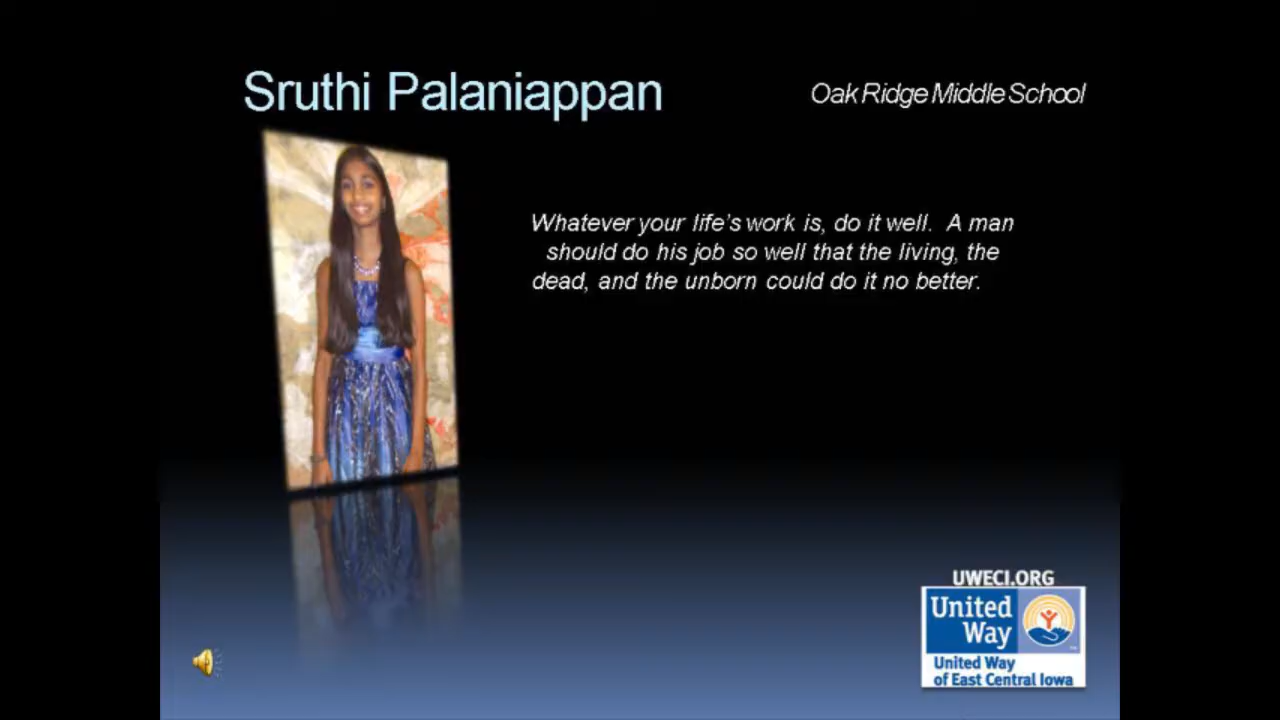 Sruthi Palaniappan
Oak Ridge Middle School
Whatever your life's work is, do it well. A man
should do his job so well that the living, the
dead, and the unborn could do it no better.
UWECI.ORG
United
Way
United Way
of East Central Iowa